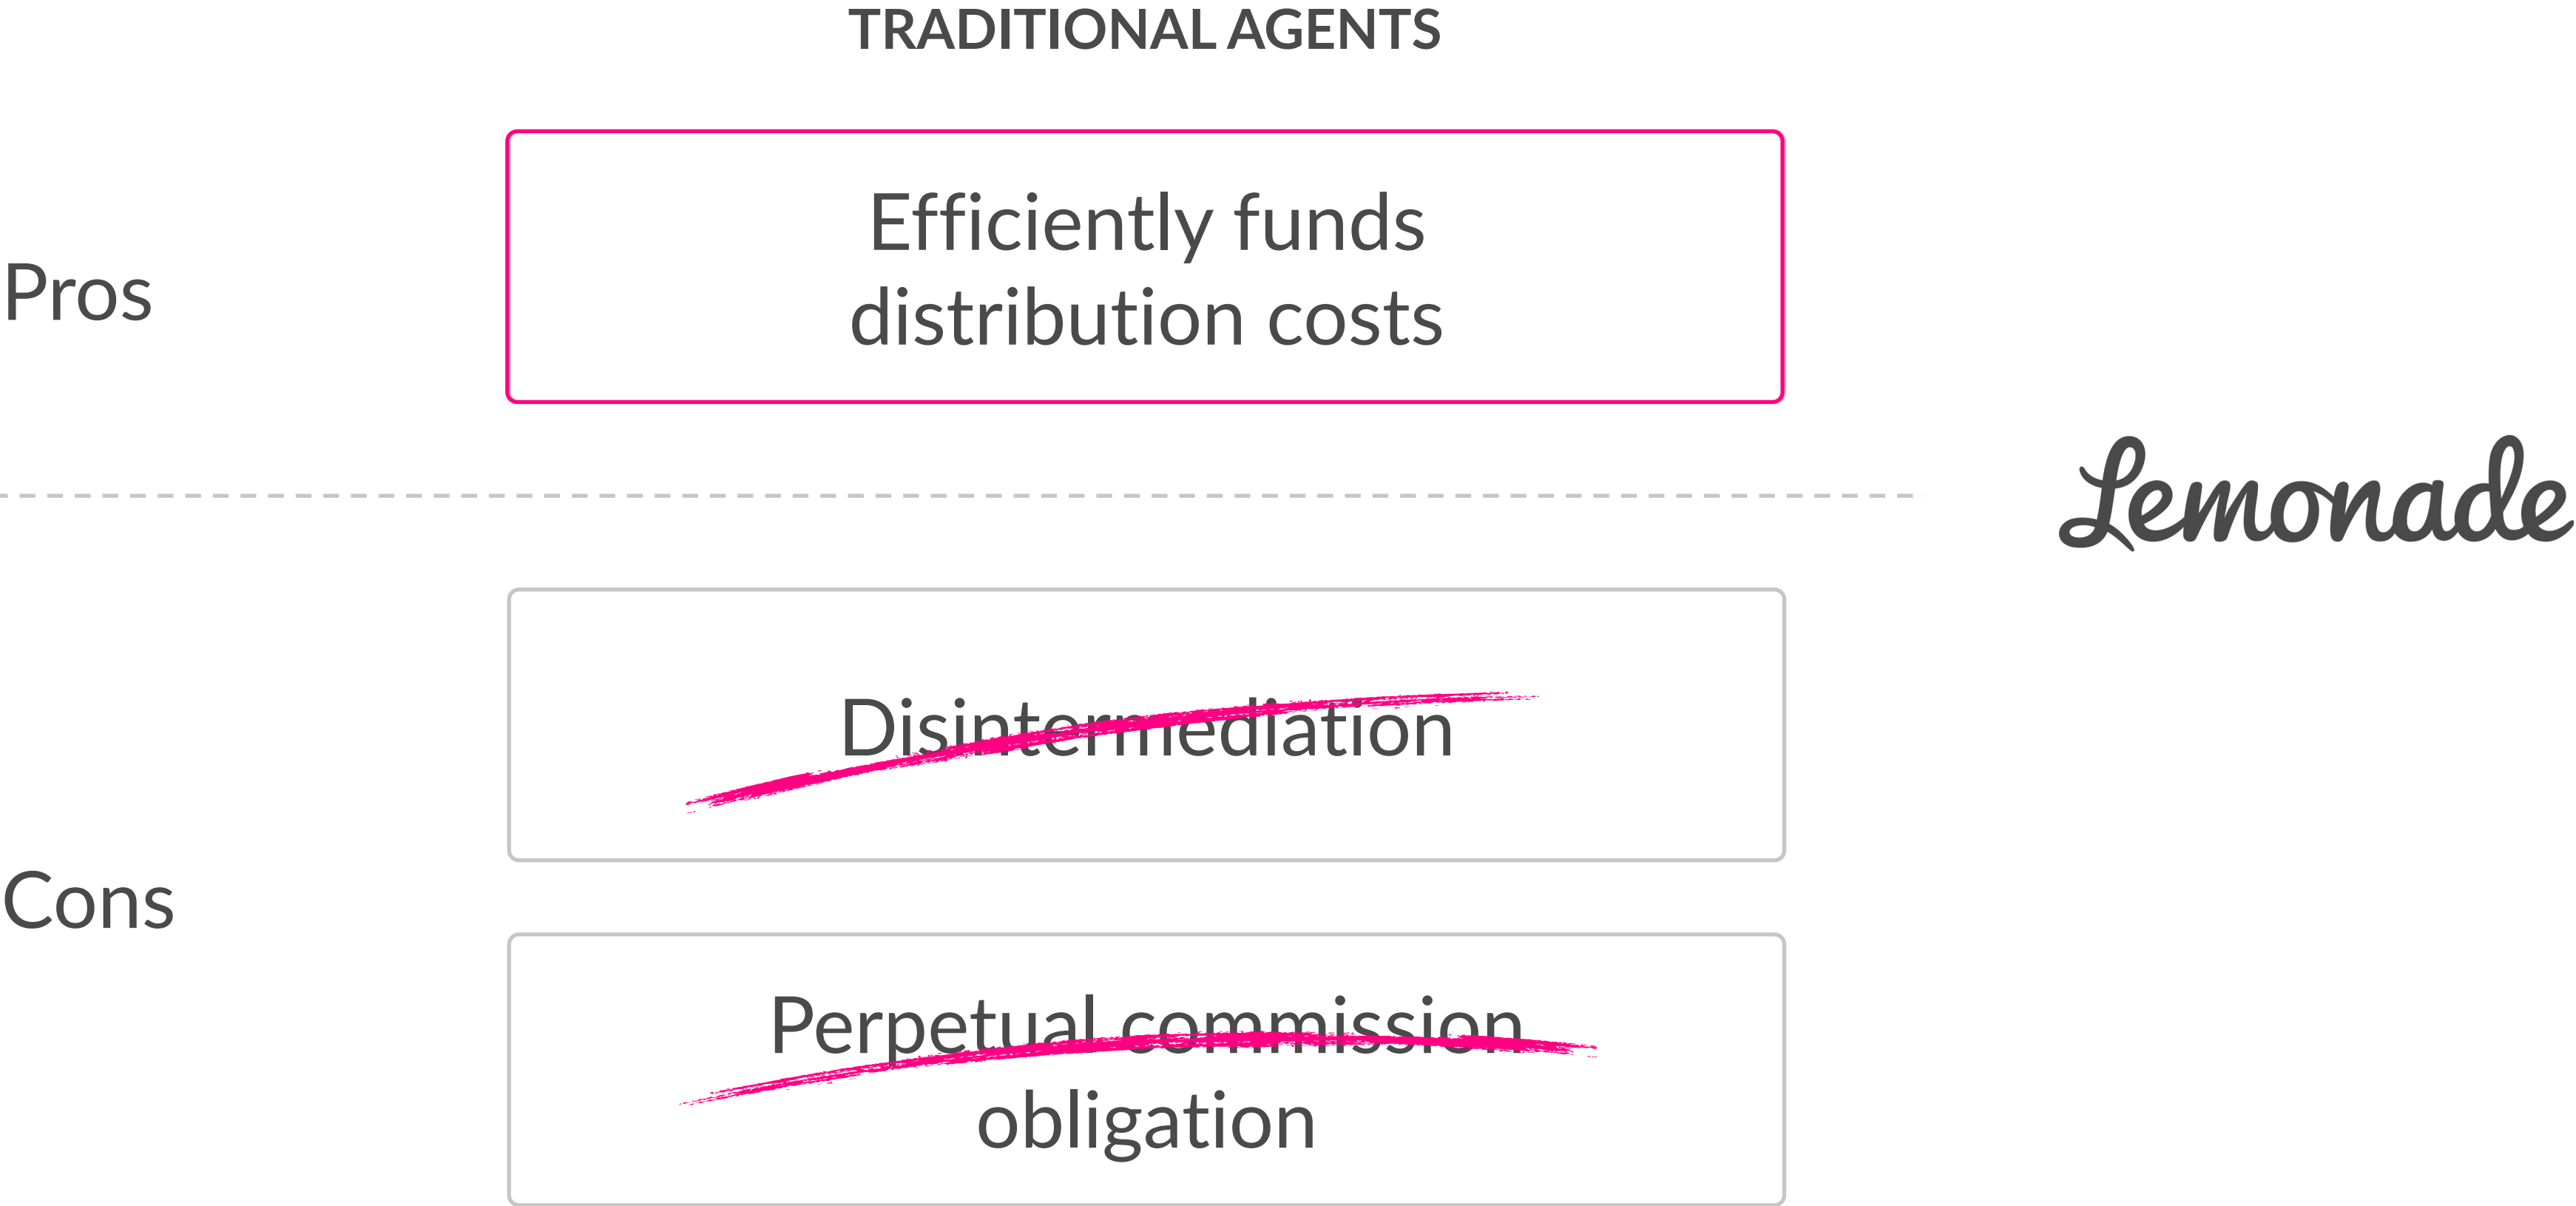 TRADITIONAL AGENTS
Pros
Efficiently funds
distribution costs
Lemonade
Cons
Disintermediation
Perpetual commission
obligation